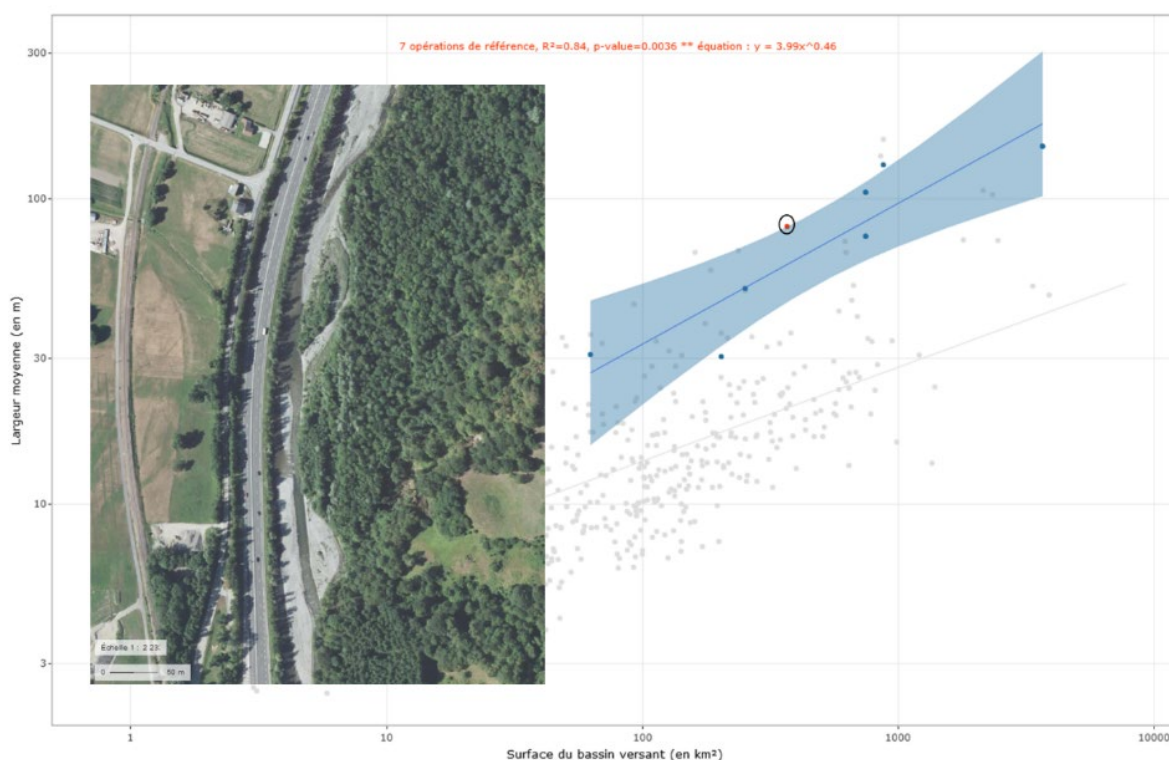 7 opérations de référence, R²=0.84, p-value=0.0036 ** équation : y = 3.99x^0.46
300
100
30
10
3
Largeur moyenne (en m)
Échelle 1 :
0 50 m
1
10
100
1000
10000
Surface du bassin versant (en km²)